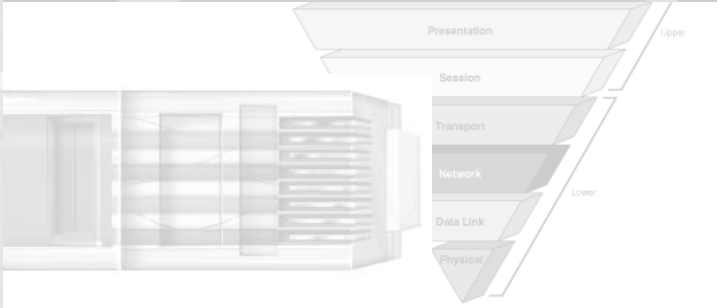 Presentation
Upper
Session
Transport
Network
Lower
Data Link
Physical